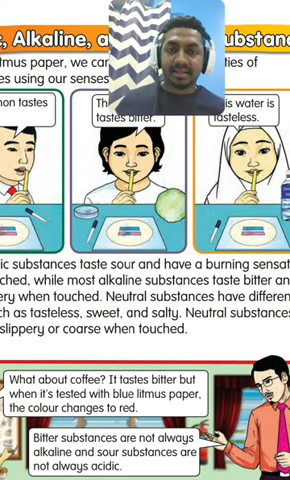 , Alkaline, a
ubstanc
itmus paper, we can
ties of
es using our senses
non tastes
Th
tastes bitter.
is water is
tasteless.
ic substances taste sour and have a burning sensat
ched, while most alkaline substances taste bitter an
ery when touched. Neutral substances have differen
ch as tasteless, sweet, and salty. Neutral substances
slippery or coarse when touched.
What about coffee? It tastes bitter but
when it's tested with blue litmus paper,
the colour changes to red.
Bitter substances are not always
alkaline and sour substances are
not always acidic.